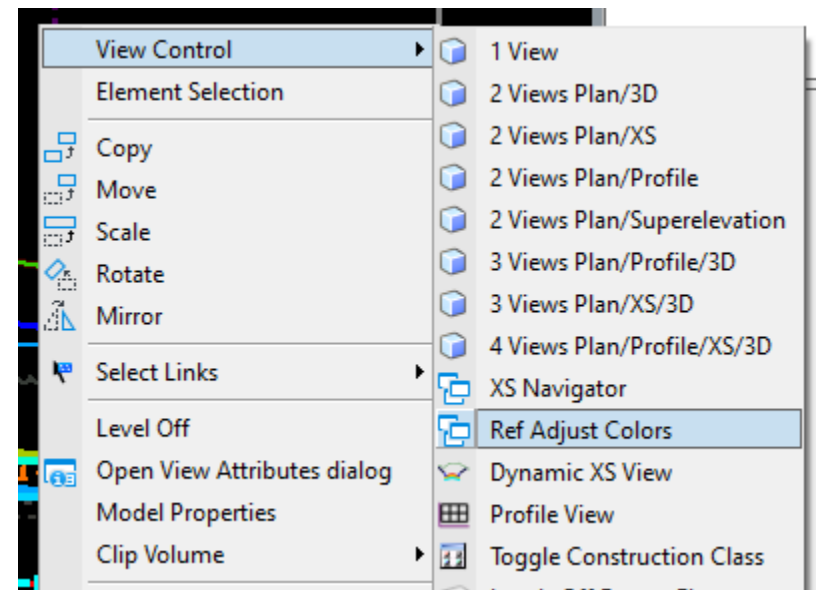 View Control
Element Selection
Copy
Move
Scale
Rotate
Mirror
Select Links
Level Off
Open View Attributes dialog
Model Properties
Clip Volume
1 View
2 Views Plan/3D
2 Views Plan/XS
2 Views Plan/Profile
2 Views Plan/Superelevation
3 Views Plan/Profile/3D
3 Views Plan/XS/3D
4 Views Plan/Profile/XS/3D
XS Navigator
Ref Adjust Colors
Dynamic XS View
Profile View
Toggle Construction Class